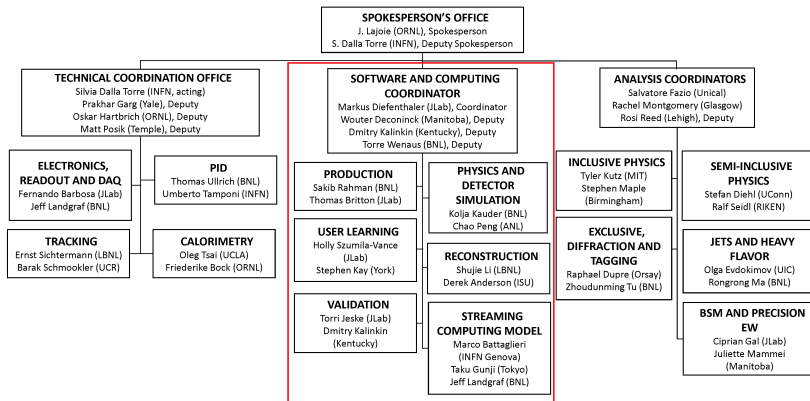 SPOKESPERSON'S OFFICE
J. Lajoie (ORNL), Spokesperson
S. Dalla Torre (INFN), Deputy Spokesperson
TECHNICAL COORDINATION OFFICE
Silvia Dalla Torre (INFN, acting)
Prakhar Garg (Yale), Deputy
Oskar Hartbrich (ORNL), Deputy
Matt Posik (Temple), Deputy
ELECTRONICS,
READOUT AND DAQ
Fernando Barbosa (JLab)
Jeff Landgraf (BNL)
PID
Thomas Ullrich (BNL)
Umberto Tamponi (INFN)
TRACKING
Ernst Sichtermann (LBNL)
Barak Schmookler (UCR)
CALORIMETRY
Oleg Tsai (UCLA)
Friederike Bock (ORNL)
SOFTWARE AND COMPUTING
COORDINATOR
Markus Diefenthaler (JLab), Coordinator
Wouter Deconinck (Manitoba), Deputy
Dmitry Kalinkin (Kentucky), Deputy
Torre Wenaus (BNL), Deputy
PRODUCTION
Sakib Rahman (BNL)
Thomas Britton (JLab)
PHYSICS AND
DETECTOR
SIMULATION
Kolja Kauder (BNL)
Chao Peng (ANL)
USER LEARNING
Holly Szumila-Vance
(JLab)
Stephen Kay (York)
RECONSTRUCTION
Shujie Li (LBNL)
Derek Anderson (ISU)
VALIDATION
Torri Jeske (JLab)
Dmitry Kalinkin
(Kentucky)
STREAMING
COMPUTING MODEL
Marco Battaglieri
(INFN Genova)
Taku Gunji (Tokyo)
Jeff Landgraf (BNL)
ANALYSIS COORDINATORS
Salvatore Fazio (Unical)
Rachel Montgomery (Glasgow)
Rosi Reed (Lehigh), Deputy
INCLUSIVE PHYSICS
Tyler Kutz (MIT)
Stephen Maple
(Birmingham)
SEMI-INCLUSIVE
PHYSICS
Stefan Diehl (UConn)
Ralf Seidl (RIKEN)
EXCLUSIVE,
DIFFRACTION AND
TAGGING
Raphael Dupre (Orsay)
Zhoudunming Tu (BNL)
JETS AND HEAVY
FLAVOR
Olga Evdokimov (UIC)
Rongrong Ma (BNL)
BSM AND PRECISION
EW
Ciprian Gal (JLab)
Juliette Mammei
(Manitoba)